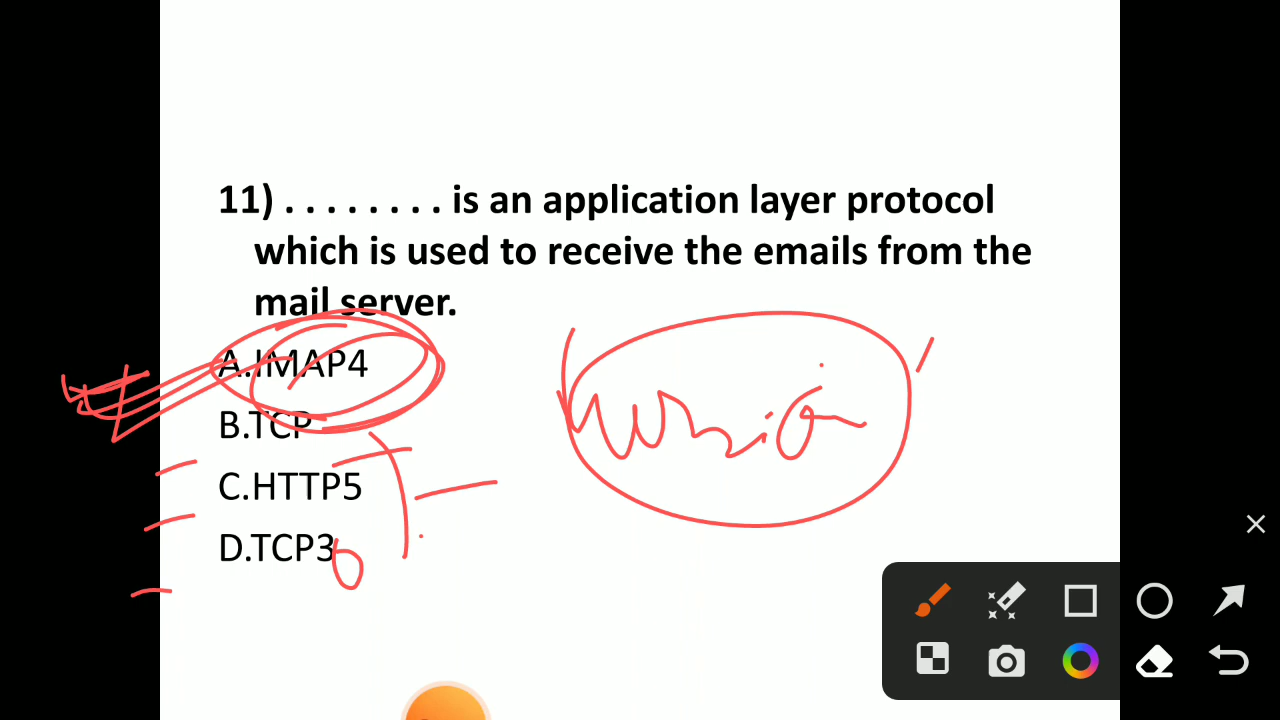 11) . . . . . . . . is an application layer protocol
which is used to receive the emails from the
mail server.
A.IMAP4
B.TCP
C.HTTP5
D.TCP3